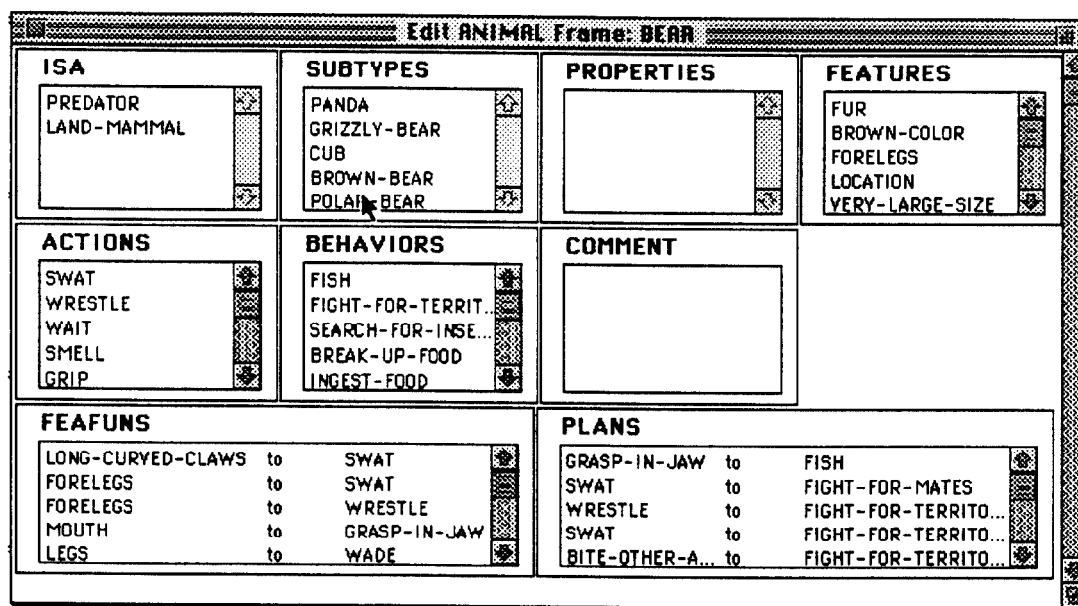 Edit ANIMAL Frame: BEAR
ISA
PREDATOR
LAND-MAMMAL
SUBTYPES
PANDA
GRIZZLY-BEAR
CUB
BROWN-BEAR
POLAR-BEAR
PROPERTIES
FEATURES
FUR
BROWN-COLOR
FORELEGS
LOCATION
VERY-LARGE-SIZE
ACTIONS
SWAT
WRESTLE
WAIT
SMELL
GRIP
BEHAVIORS
FISH
FIGHT-FOR-TERRIT...
SEARCH-FOR-INSE...
BREAK-UP-FOOD
INGEST-FOOD
COMMENT
FEAFUNS
LONG-CURVED-CLAWS to SWAT
FORELEGS to SWAT
FORELEGS to WRESTLE
MOUTH to GRASP-IN-JAW
LEGS to WADE
PLANS
GRASP-IN-JAW to FISH
SWAT to FIGHT-FOR-MATES
WRESTLE to FIGHT-FOR-TERRITO...
SWAT to FIGHT-FOR-TERRITO...
BITE-OTHER-A... to FIGHT-FOR-TERRITO...